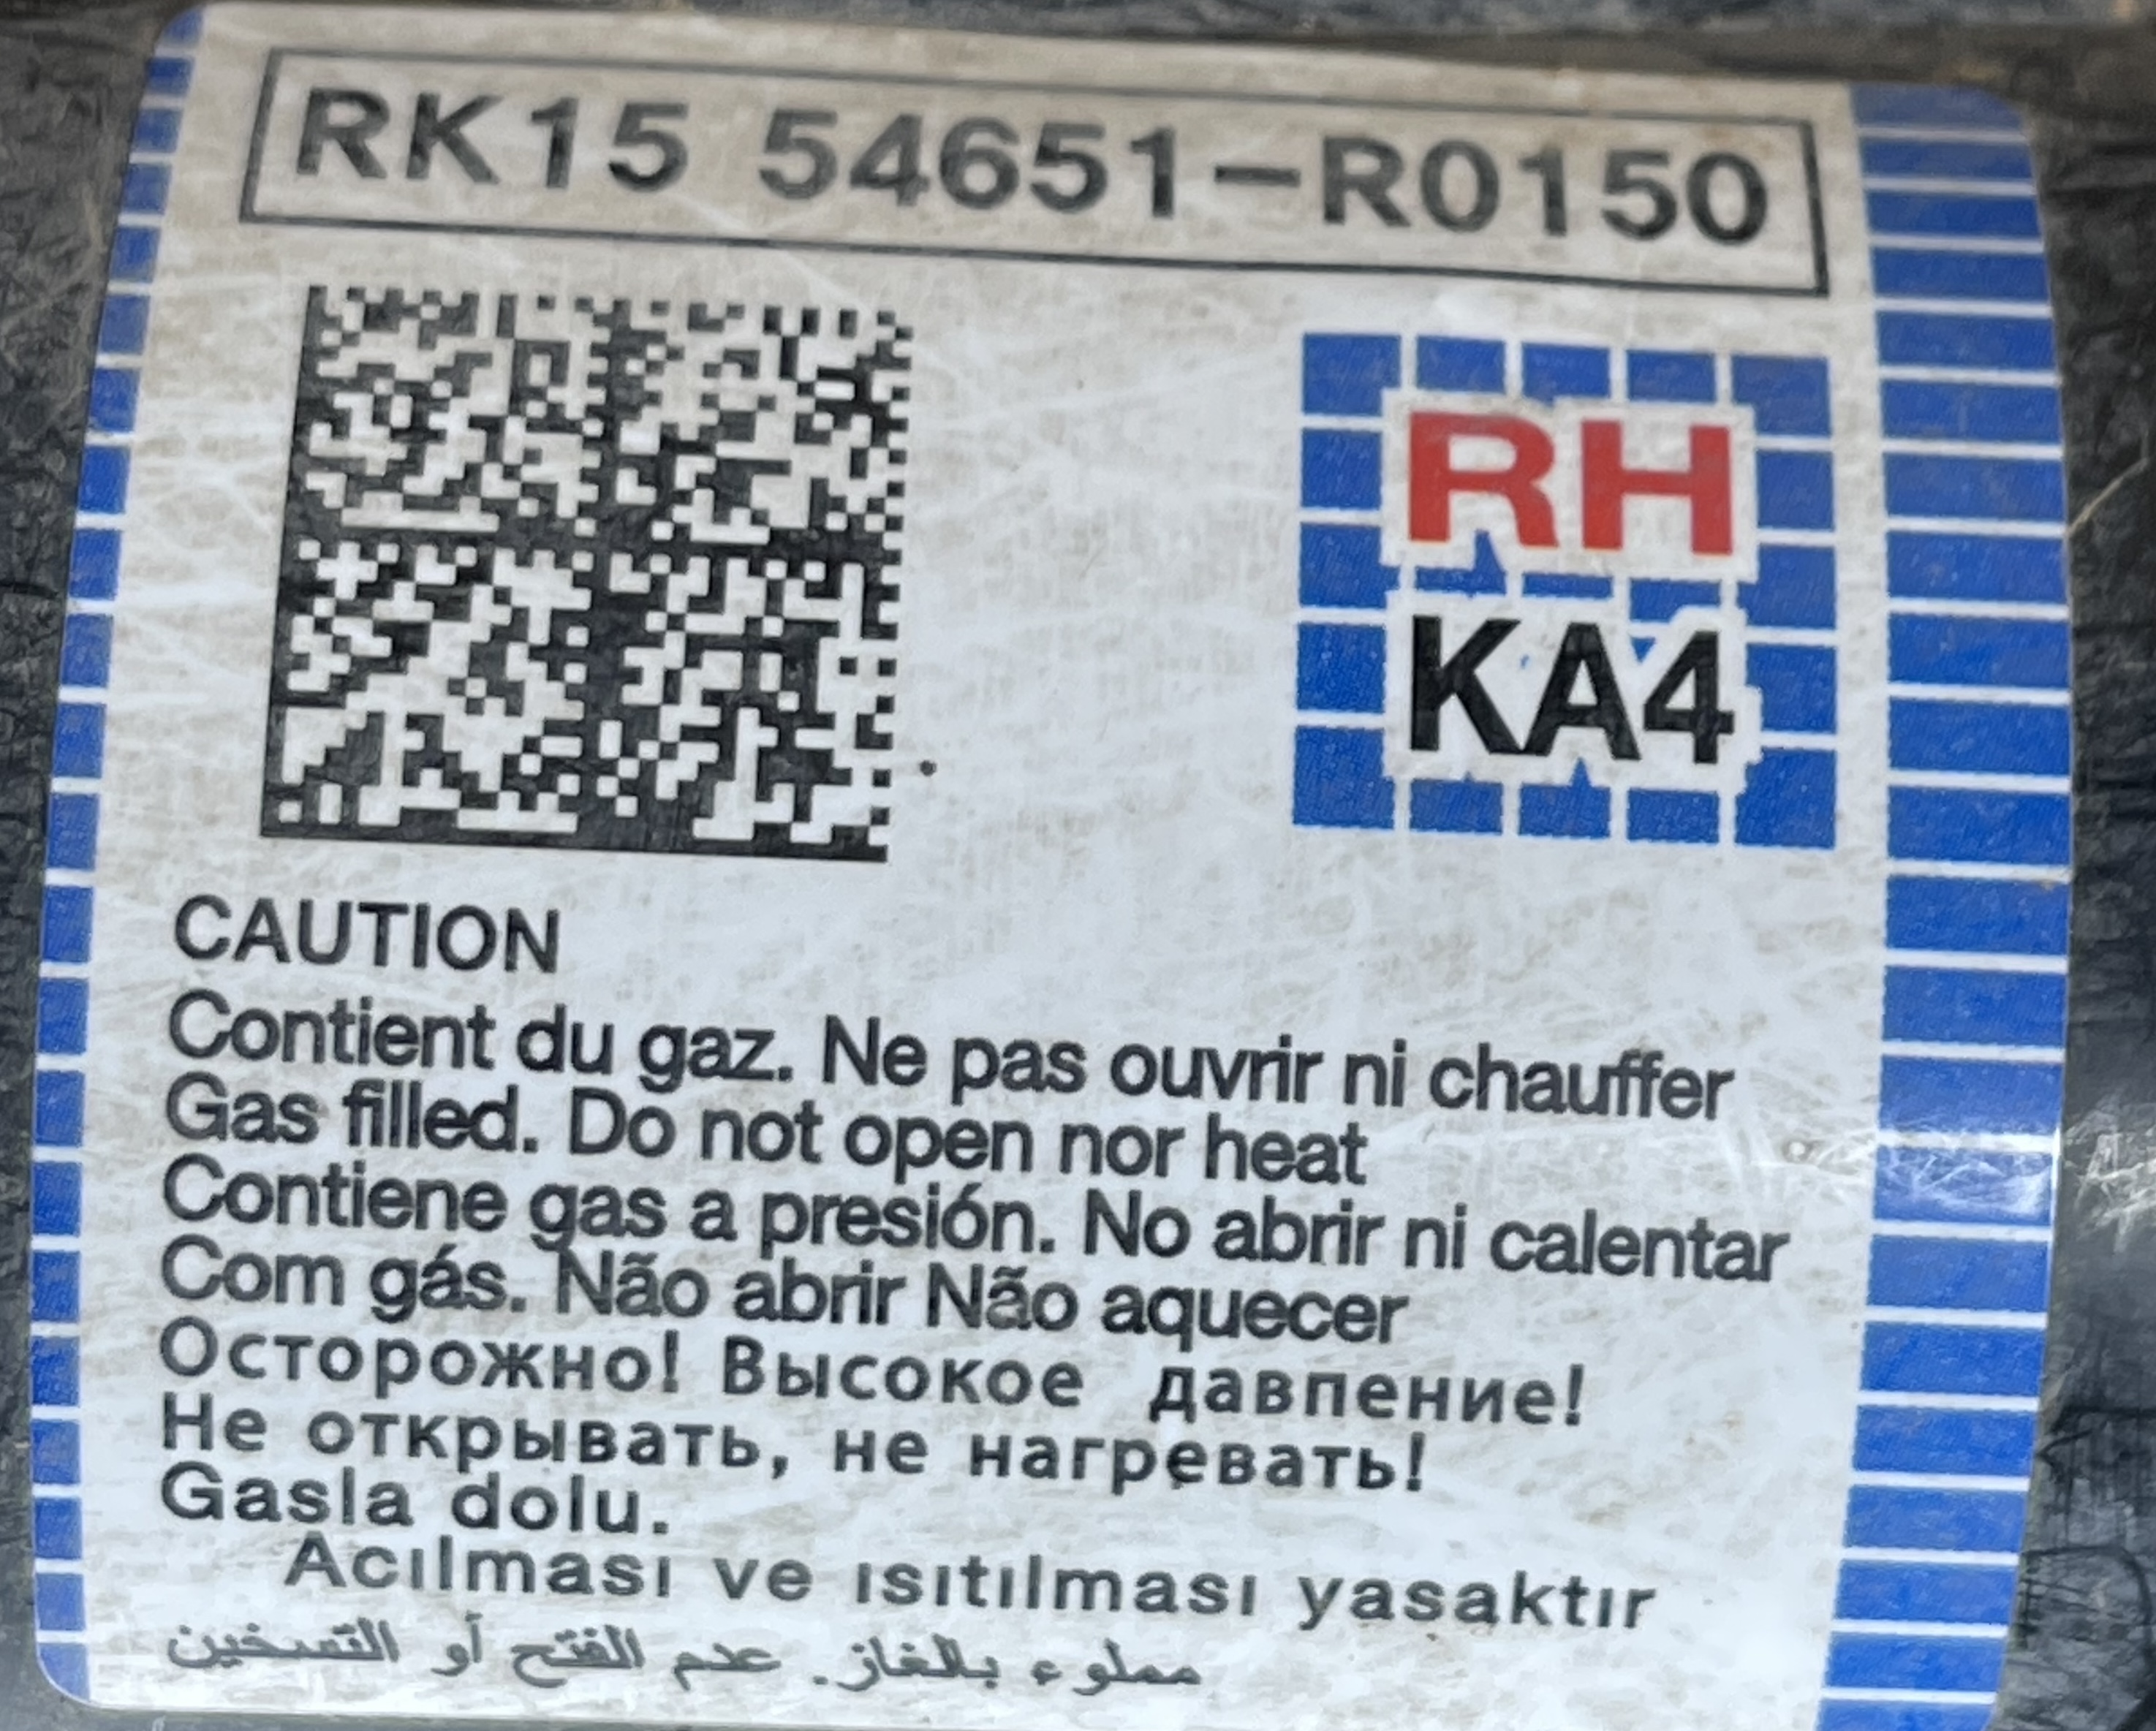 RK15 54651-R0150
RH
KA4
CAUTION
Contient du gaz. Ne pas ouvrir ni chauffer
Gas filled. Do not open nor heat
Contiene gas a presión. No abrir ni calentar
Com gás. Não abrir Não aquecer
Осторожно! Высокое давпение!
Не открывать, не нагревать!
Gasla dolu.
Acılması ve ısıtılması yasaktır
مملوء بالغاز. عدم الفتح أو التسخين